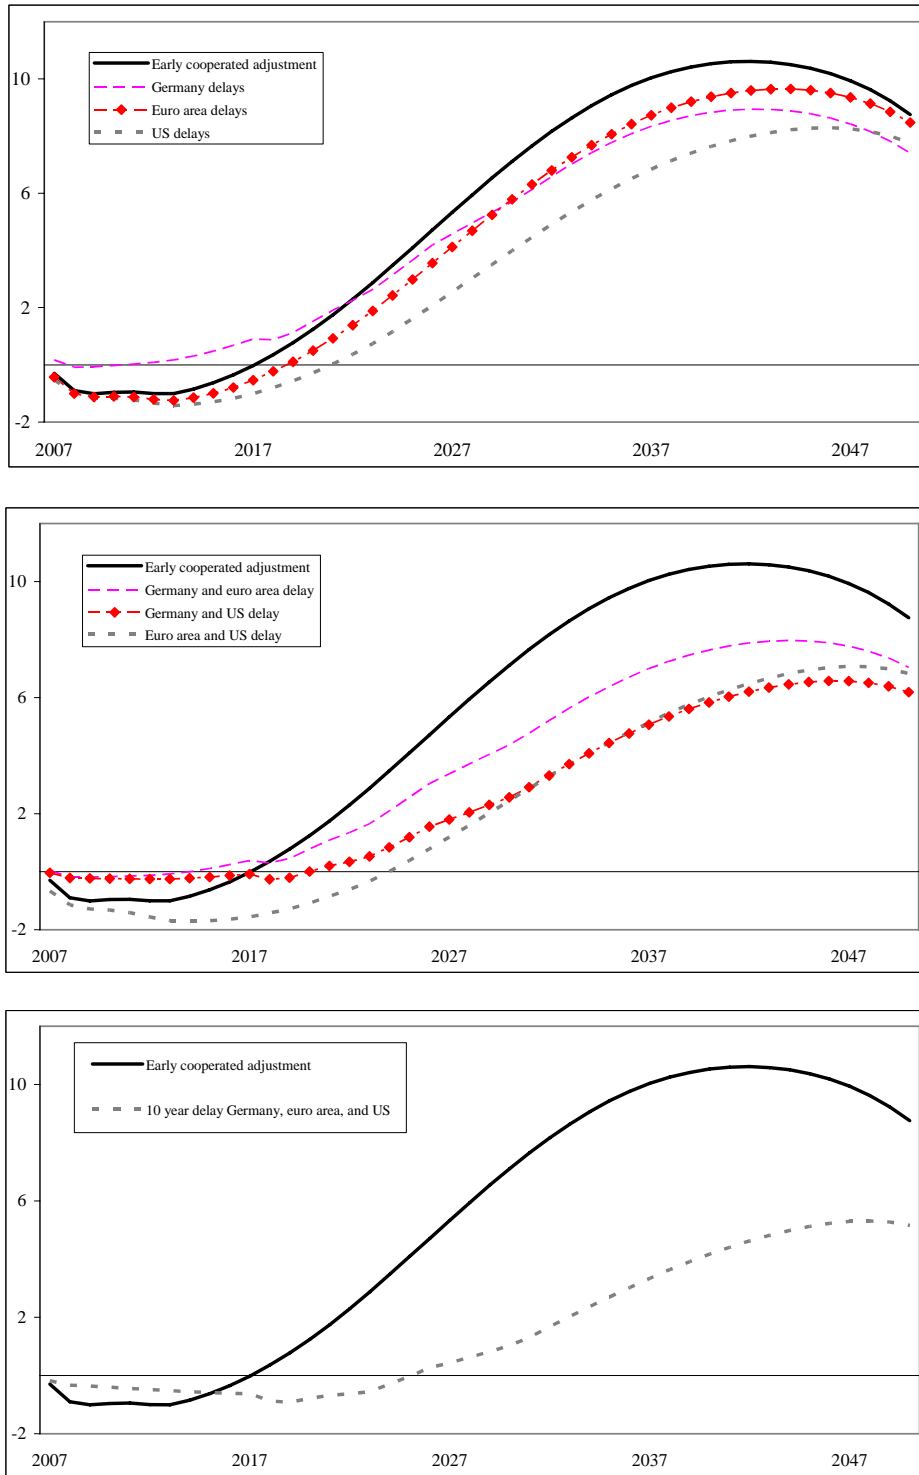 Early cooperated adjustment
Germany delays
Euro area delays
US delays
10
6
2
-2
2007 2017 2027 2037 2047
Early cooperated adjustment
Germany and euro area delay
Germany and US delay
Euro area and US delay
10
6
2
-2
2007 2017 2027 2037 2047
Early cooperated adjustment
10 year delay Germany, euro area, and US
10
6
2
-2
2007 2017 2027 2037 2047